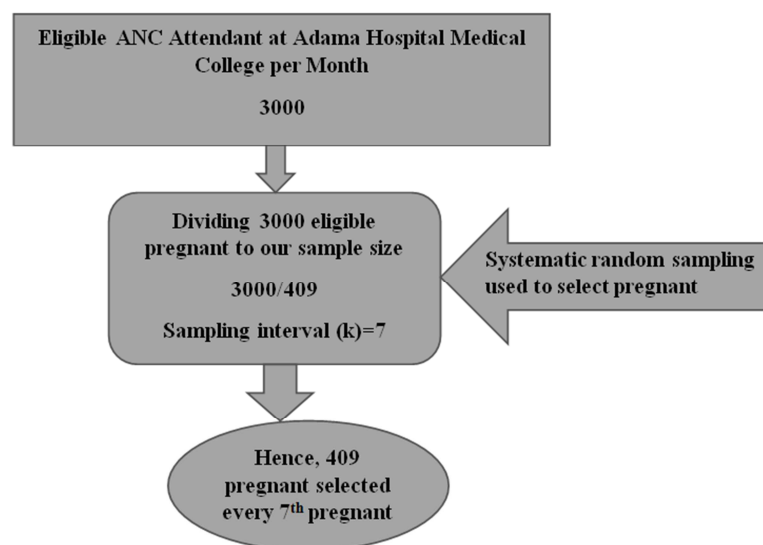 Eligible ANC Attendant at Adama Hospital Medical
College per Month
3000
Dividing 3000 eligible
pregnant to our sample size
3000/409
Sampling interval (k)=7
Systematic random sampling
used to select pregnant
Hence, 409
pregnant selected
every 7th pregnant